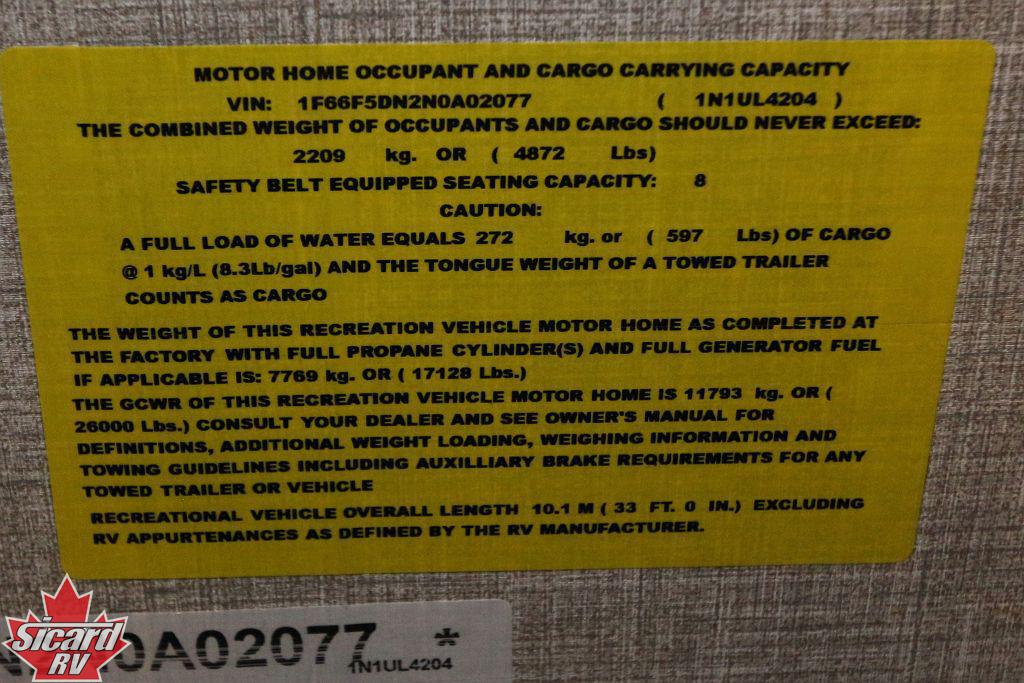 MOTOR HOME OCCUPANT AND CARGO CARRYING CAPACITY
VIN: 1F66F5DN2N0A02077 ( 1N1UL4204 )
THE COMBINED WEIGHT OF OCCUPANTS AND CARGO SHOULD NEVER EXCEED:
2209 kg. OR ( 4872 Lbs)
SAFETY BELT EQUIPPED SEATING CAPACITY: 8
CAUTION:
A FULL LOAD OF WATER EQUALS 272 kg. or ( 597 Lbs) OF CARGO
@ 1 kg/L (8.3Lb/gal) AND THE TONGUE WEIGHT OF A TOWED TRAILER
COUNTS AS CARGO
THE WEIGHT OF THIS RECREATION VEHICLE MOTOR HOME AS COMPLETED AT
THE FACTORY WITH FULL PROPANE CYLINDER(S) AND FULL GENERATOR FUEL
IF APPLICABLE IS: 7769 kg. OR ( 17128 Lbs.)
THE GCWR OF THIS RECREATION VEHICLE MOTOR HOME IS 11793 kg. OR (
26000 Lbs.) CONSULT YOUR DEALER AND SEE OWNER'S MANUAL FOR
DEFINITIONS, ADDITIONAL WEIGHT LOADING, WEIGHING INFORMATION AND
TOWING GUIDELINES INCLUDING AUXILLIARY BRAKE REQUIREMENTS FOR ANY
TOWED TRAILER OR VEHICLE
RECREATIONAL VEHICLE OVERALL LENGTH 10.1 M ( 33 FT. 0 IN.) EXCLUDING
RV APPURTENANCES AS DEFINED BY THE RV MANUFACTURER.
0A02077 *
1N1UL4204
Sicard
RV